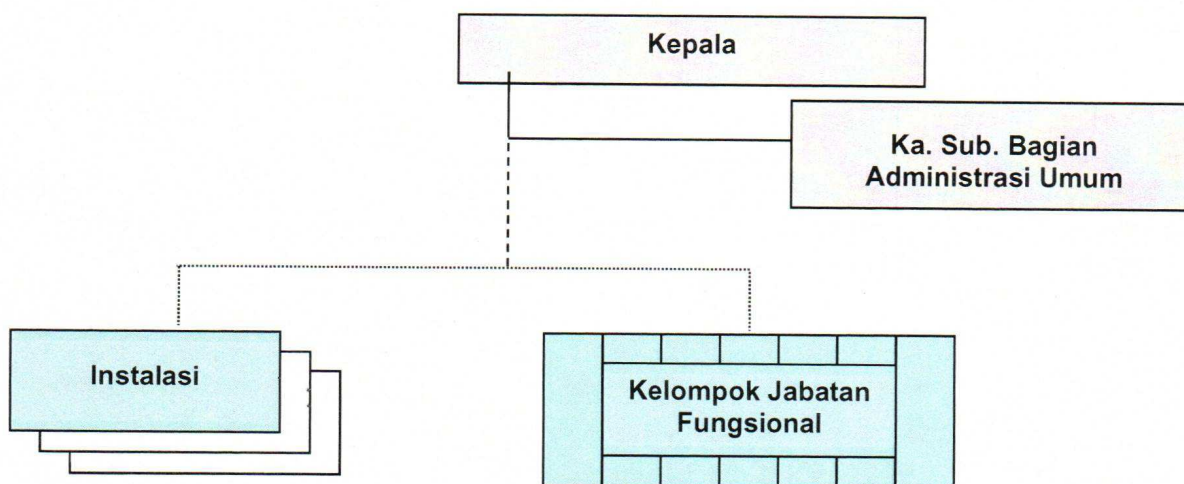 Kepala
Ka. Sub. Bagian
Administrasi Umum
Instalasi
Kelompok Jabatan
Fungsional